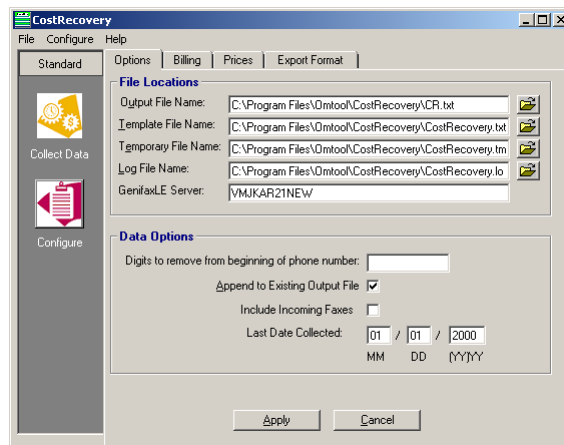 CostRecovery
File Configure Help
Standard
Collect Data
Configure
Options Billing Prices Export Format
File Locations
Output File Name: C:\Program Files\Omtool\CostRecovery\CR.txt
Template File Name: C:\Program Files\Omtool\CostRecovery\CostRecovery.txt
Temporary File Name: C:\Program Files\Omtool\CostRecovery\CostRecovery.tm
Log File Name: C:\Program Files\Omtool\CostRecovery\CostRecovery.lo
GenifaxLE Server: VMJKAR21NEW
Data Options
Digits to remove from beginning of phone number:
Append to Existing Output File
Include Incoming Faxes
Last Date Collected: 01 / 01 / 2000
MM DD (YY)YY
Apply Cancel